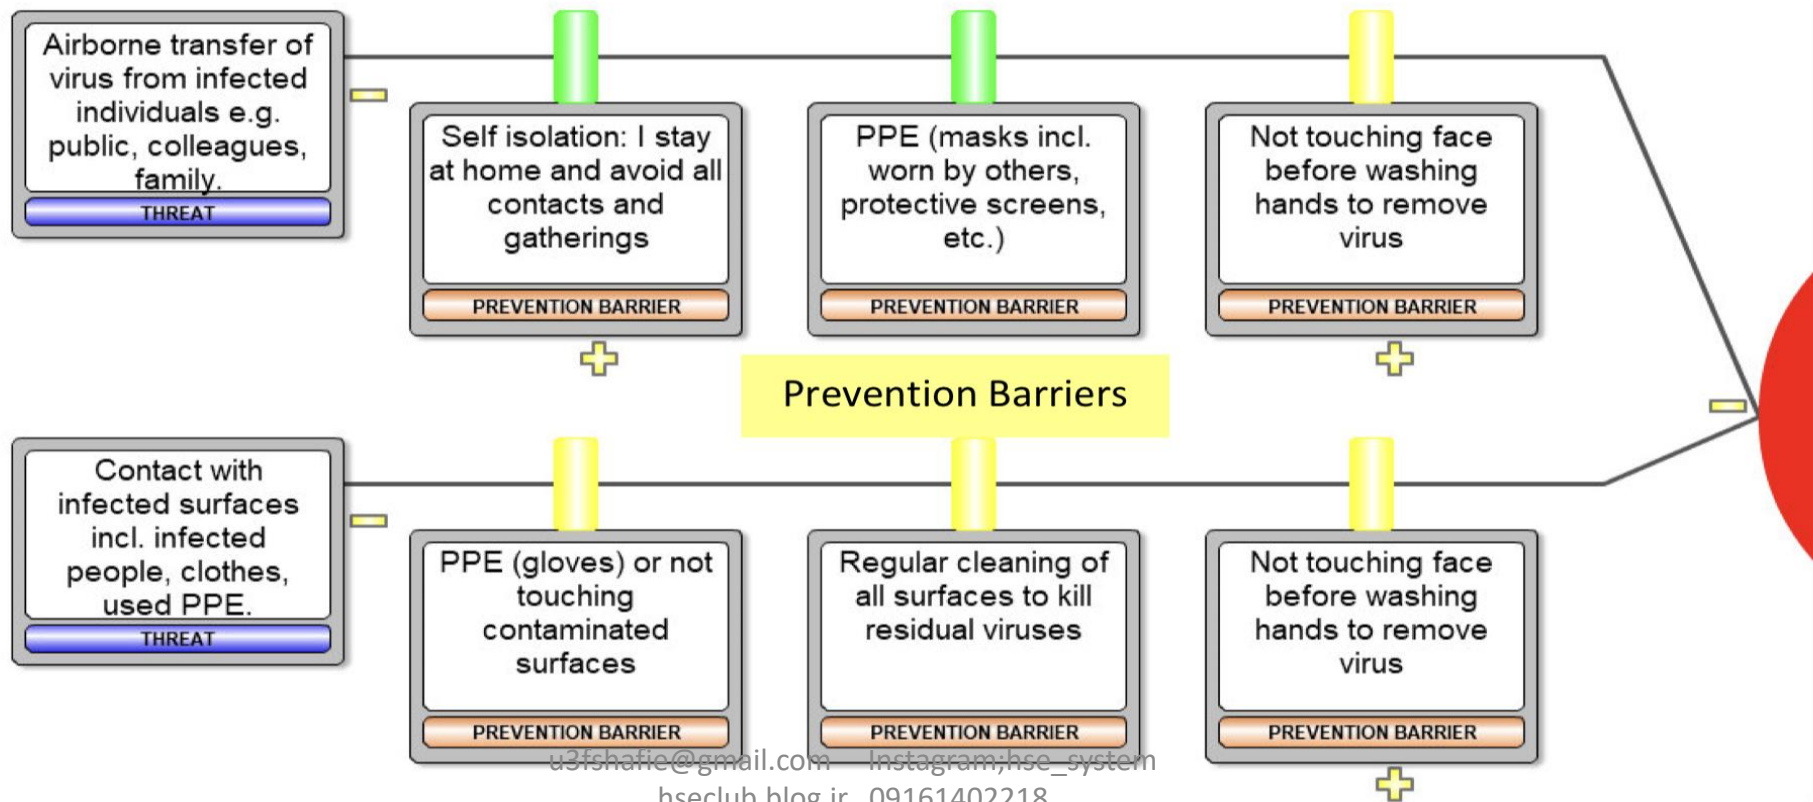 Airborne transfer of
virus from infected
individuals e.g.
public, colleagues,
family.
THREAT
Self isolation: I stay
at home and avoid all
contacts and
gatherings
PREVENTION BARRIER
PPE (masks incl.
worn by others,
protective screens,
etc.)
PREVENTION BARRIER
Not touching face
before washing
hands to remove
virus
PREVENTION BARRIER
Prevention Barriers
Contact with
infected surfaces
incl. infected
people, clothes,
used PPE.
THREAT
PPE (gloves) or not
touching
contaminated
surfaces
PREVENTION BARRIER
Regular cleaning of
all surfaces to kill
residual viruses
PREVENTION BARRIER
Not touching face
before washing
hands to remove
virus
PREVENTION BARRIER
u3fshafie@gmail.com Instagram;hse_system
hseclub.blog.ir 09161402218